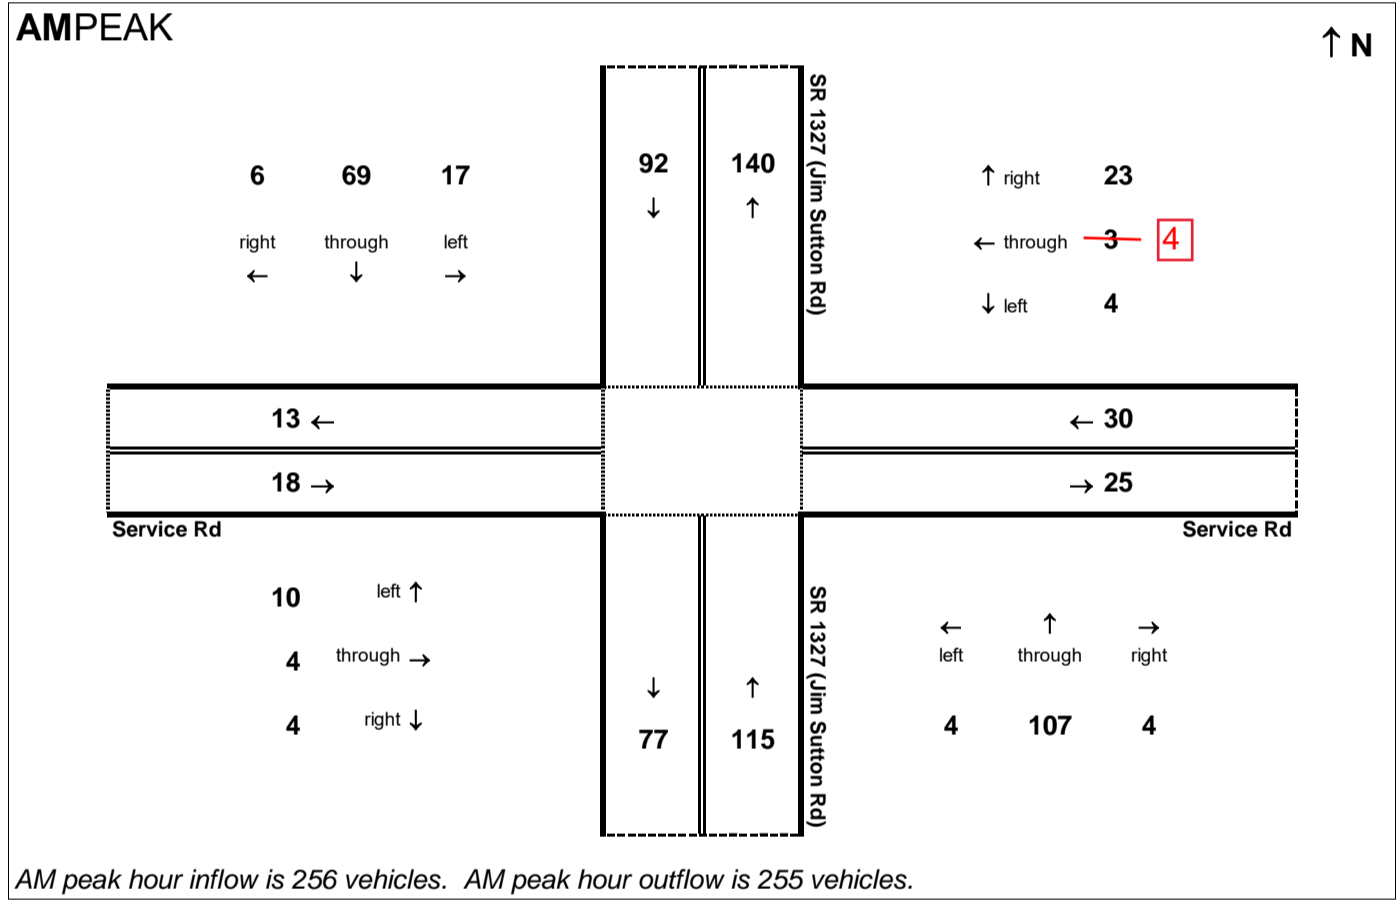 AMPEAK
↑ N
6 69 17
right through left
← ↓ →
92 140
↓ ↑
SR 1327 (Jim Sutton Rd)
↑ right 23
← through 3 4
↓ left 4
13 ←
18 →
← 30
→ 25
Service Rd
Service Rd
10 left ↑
4 through →
4 right ↓
↓ ↑
77 115
SR 1327 (Jim Sutton Rd)
← ↑ →
left through right
4 107 4
AM peak hour inflow is 256 vehicles. AM peak hour outflow is 255 vehicles.